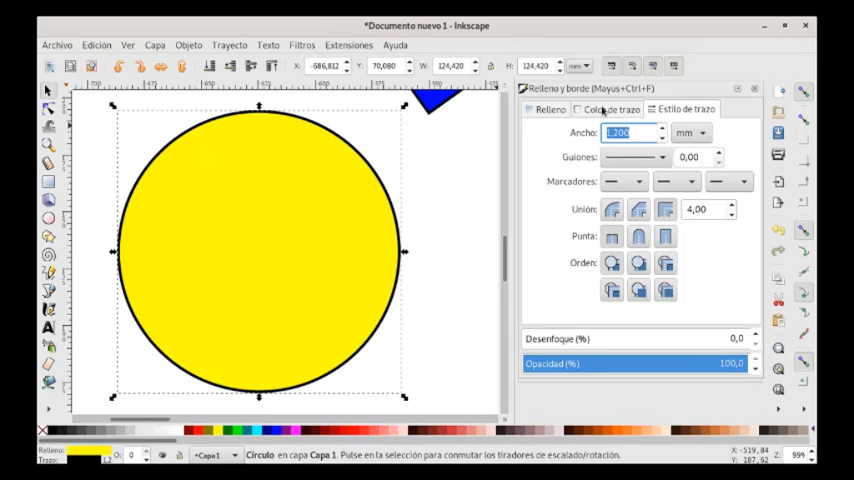 *Documento nuevo 1 - Inkscape
Archivo Edición Ver Capa Objeto Trayecto Texto Filtros Extensiones Ayuda
X: -686,812 Y: 70,080 W: 124,420 H: 124,420 mm
Relleno y borde (Mayús+Ctrl+F)
Relleno Color de trazo Estilo de trazo
Ancho: 1,200 mm
Guiones: 0,00
Marcadores:
Unión: 4,00
Punta:
Orden:
Desenfoque (%) 0,0
Opacidad (%) 100,0
Relleno:
Trazo: 1,2
O: 0
Capa1
Círculo en capa Capa 1. Pulse en la selección para conmutar los tiradores de escalado/rotación.
X: -519,84
Y: 187,62
Z: 99%